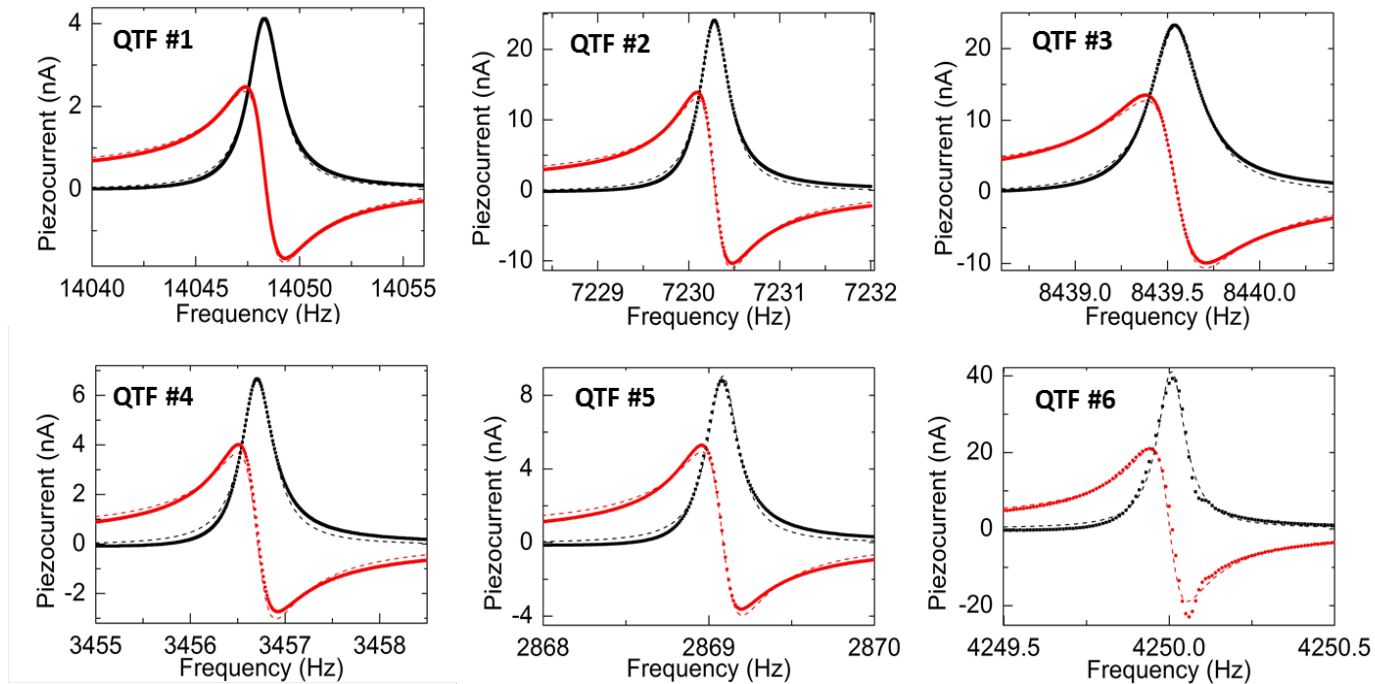 QTF #1
Piezocurrent (nA)
4
2
0
14040 14045 14050 14055
Frequency (Hz)
QTF #2
Piezocurrent (nA)
20
10
0
-10
7229 7230 7231 7232
Frequency (Hz)
QTF #3
Piezocurrent (nA)
20
10
0
-10
8439.0 8439.5 8440.0
Frequency (Hz)
QTF #4
Piezocurrent (nA)
6
4
2
0
-2
3455 3456 3457 3458
Frequency (Hz)
QTF #5
Piezocurrent (nA)
8
4
0
-4
2868 2869 2870
Frequency (Hz)
QTF #6
Piezocurrent (nA)
40
20
0
-20
4249.5 4250.0 4250.5
Frequency (Hz)